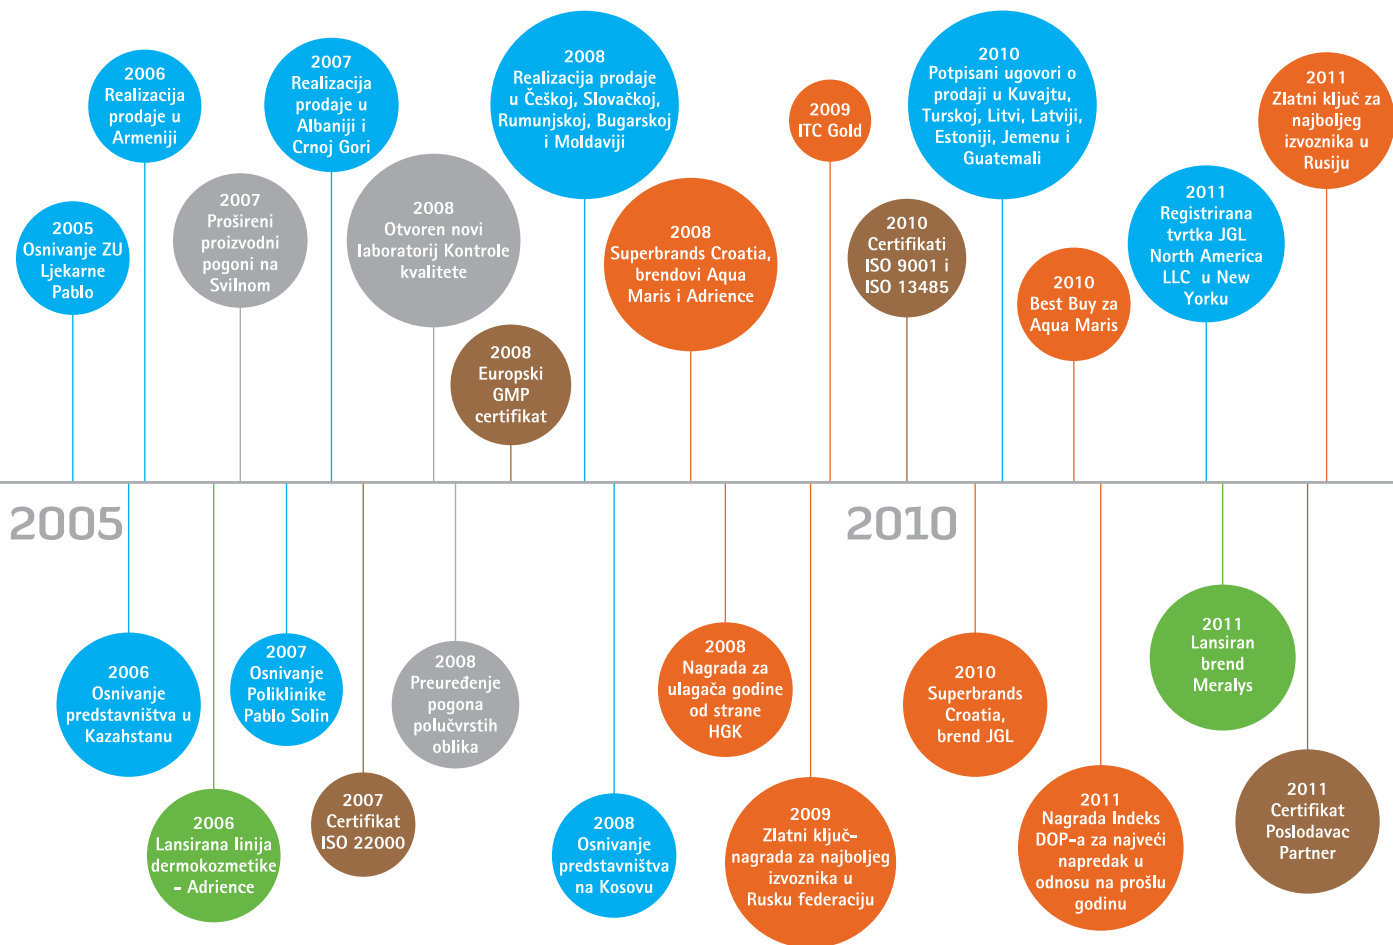 2005
Osnivanje ZU
Ljekarne
Pablo
2006
Realizacija
prodaje u
Armeniji
2007
Prošireni
proizvodni
pogoni na
Svilnom
2007
Realizacija
prodaje u
Albaniji i
Crnoj Gori
2008
Otvoren novi
laboratorij Kontrole
kvalitete
2008
Europski
GMP
certifikat
2008
Realizacija prodaje
u Češkoj, Slovačkoj,
Rumunjskoj, Bugarskoj
i Moldaviji
2008
Superbrands Croatia,
brendovi Aqua
Maris i Adrience
2009
ITC Gold
2010
Certifikati
ISO 9001 i
ISO 13485
2010
Potpisani ugovori o
prodaji u Kuvajtu,
Turskoj, Litvi, Latviji,
Estoniji, Jemenu i
Guatemali
2010
Best Buy za
Aqua Maris
2011
Registrirana
tvrtka JGL
North America
LLC u New
Yorku
2011
Zlatni ključ za
najboljeg
izvoznika u
Rusiju
2005
2010
2006
Osnivanje
predstavništva u
Kazahstanu
2006
Lansirana linija
dermokozmetike
- Adrience
2007
Osnivanje
Poliklinike
Pablo Solin
2007
Certifikat
ISO 22000
2008
Preuređenje
pogona
polučvrstih
oblika
2008
Osnivanje
predstavništva
na Kosovu
2008
Nagrada za
ulagača godine
od strane
HGK
2009
Zlatni ključ-
nagrada za najboljeg
izvoznika u
Rusku federaciju
2010
Superbrands
Croatia,
brend JGL
2011
Nagrada Indeks
DOP-a za najveći
napredak u
odnosu na prošlu
godinu
2011
Lansiran
brend
Meralys
2011
Certifikat
Poslodavac
Partner